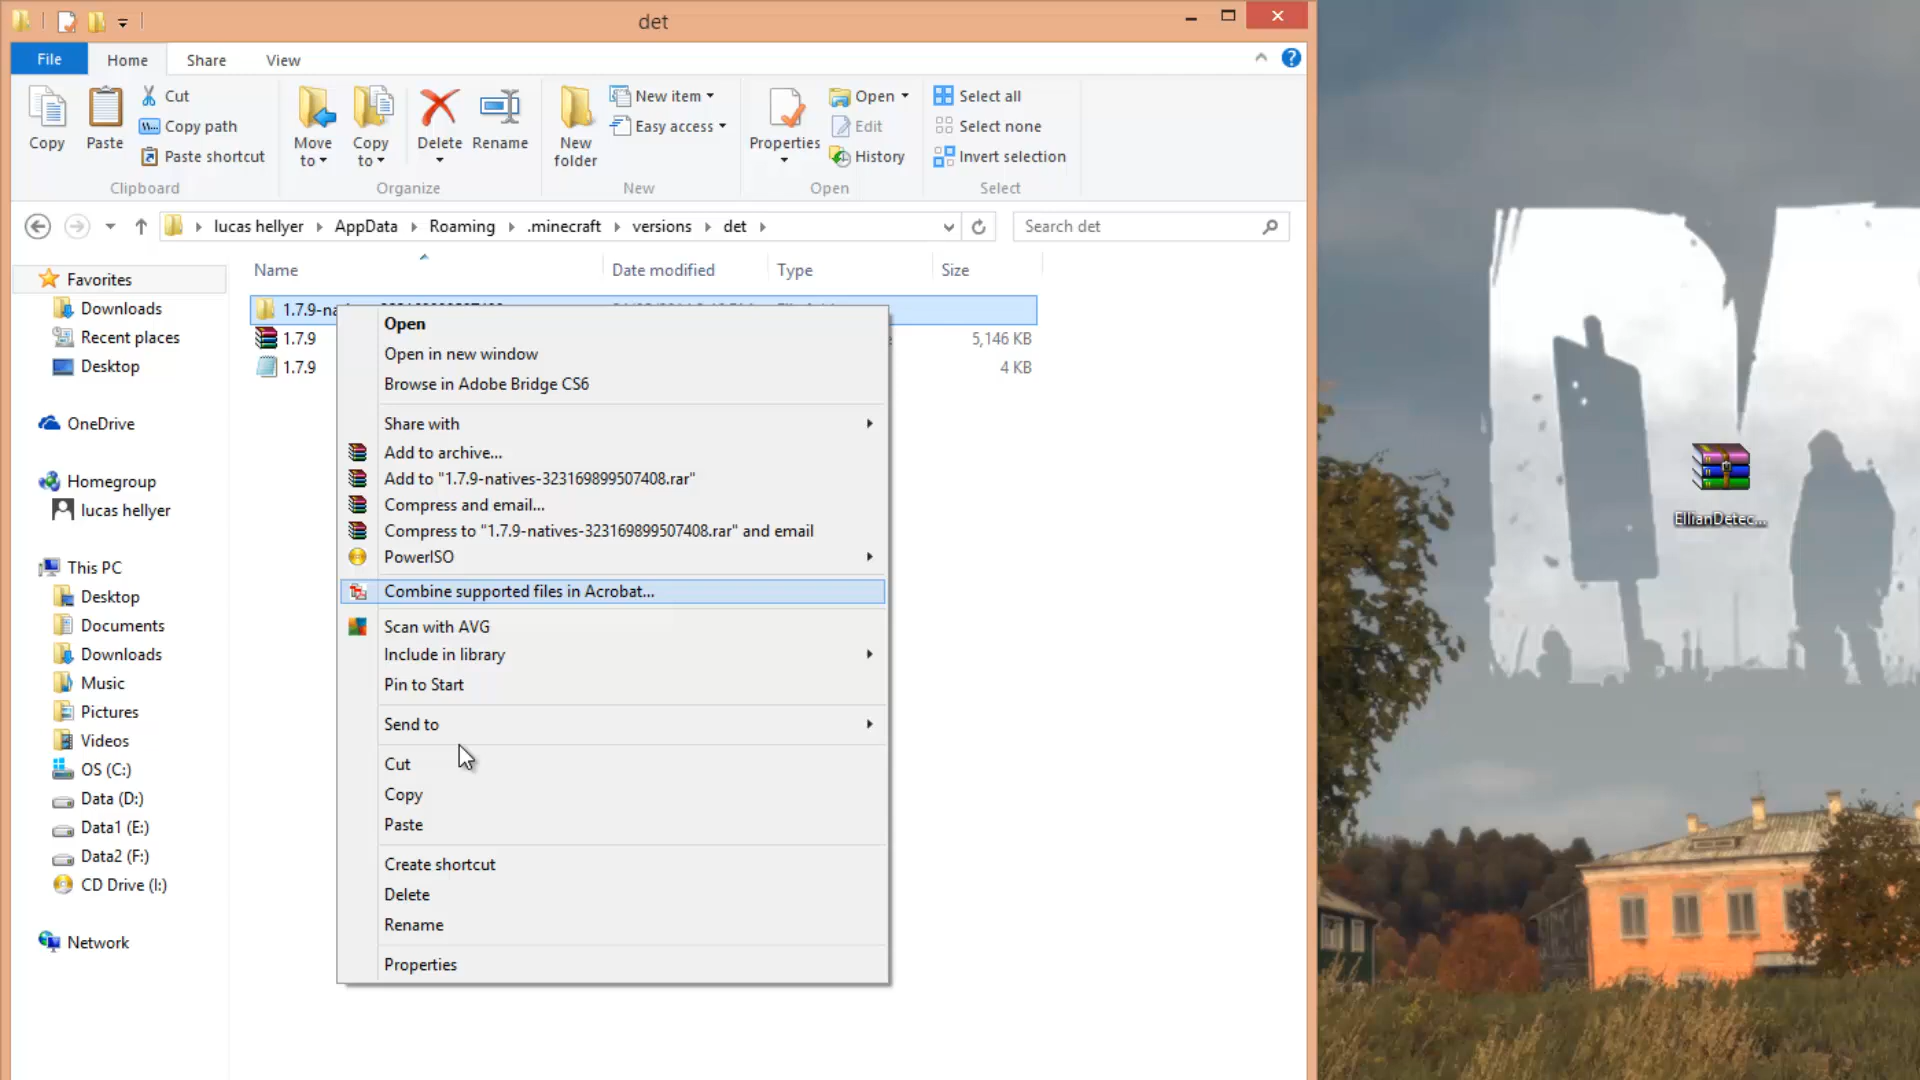 det
File
Home
Share
View
Copy
Paste
Cut
Copy path
Paste shortcut
Clipboard
Move to
Copy to
Delete
Rename
Organize
New folder
New item
Easy access
New
Properties
Open
Edit
History
Open
Select all
Select none
Invert selection
Select
lucas hellyer
AppData
Roaming
.minecraft
versions
det
Search det
Name
Date modified
Type
Size
Favorites
Downloads
Recent places
Desktop
OneDrive
Homegroup
lucas hellyer
This PC
Desktop
Documents
Downloads
Music
Pictures
Videos
OS (C:)
Data (D:)
Data1 (E:)
Data2 (F:)
CD Drive (I:)
Network
1.7.9-na
1.7.9
5,146 KB
1.7.9
4 KB
Open
Open in new window
Browse in Adobe Bridge CS6
Share with
Add to archive...
Add to "1.7.9-natives-323169899507408.rar"
Compress and email...
Compress to "1.7.9-natives-323169899507408.rar" and email
PowerISO
Combine supported files in Acrobat...
Scan with AVG
Include in library
Pin to Start
Send to
Cut
Copy
Paste
Create shortcut
Delete
Rename
Properties
EllianDetec...